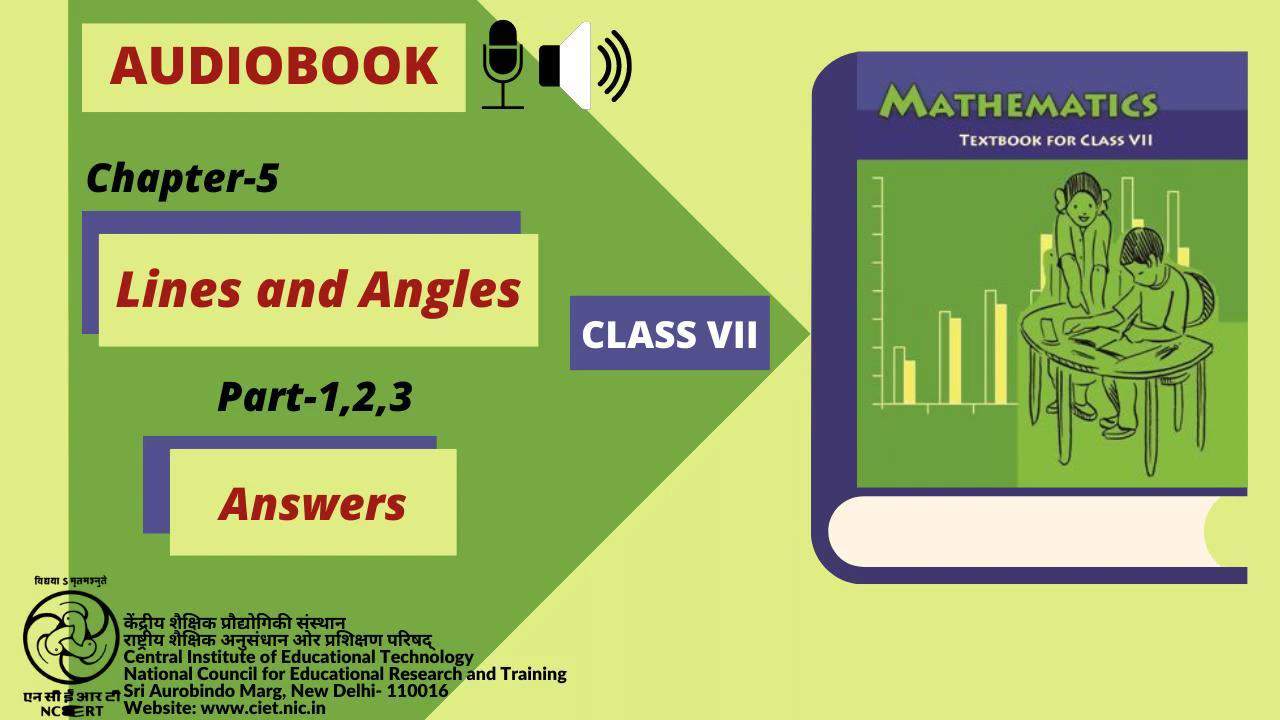 AUDIOBOOK
Chapter-5
Lines and Angles
Part-1,2,3
Answers
CLASS VII
MATHEMATICS
TEXTBOOK FOR CLASS VII
विद्यया ऽ मृतमश्नुते
एन सी ई आर टी
NCERT
केंद्रीय शैक्षिक प्रौद्योगिकी संस्थान
राष्ट्रीय शैक्षिक अनुसंधान ओर प्रशिक्षण परिषद्
Central Institute of Educational Technology
National Council for Educational Research and Training
Sri Aurobindo Marg, New Delhi- 110016
Website: www.ciet.nic.in